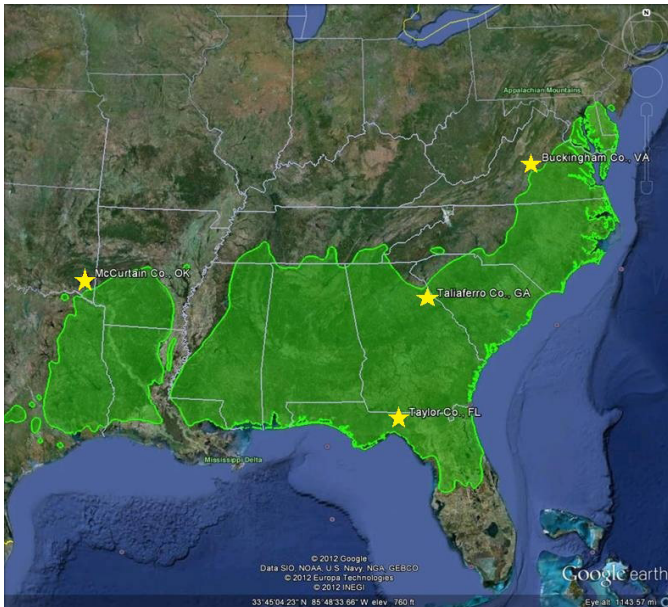 N
Appalachian Mountains
Buckingham Co., VA
McCurtain Co., OK
Taliaferro Co., GA
Taylor Co., FL
Mississippi Delta
© 2012 Google
Data SIO, NOAA, U.S. Navy, NGA, GEBCO
© 2012 Europa Technologies
© 2012 INEGI
Google earth
33°45'04.23" N 85°48'33.66" W elev 760 ft
Eye alt 1143.57 mi